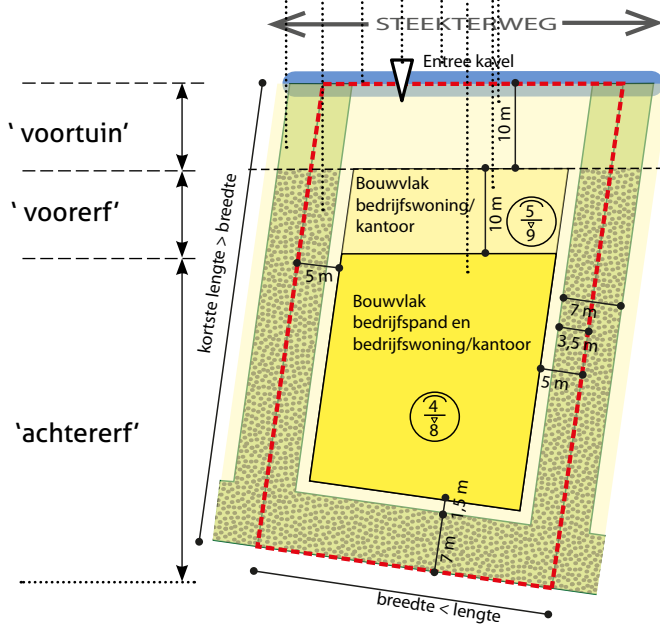 STEEKTERWEG
Entree kavel
' voortuin'
10 m
' voorerf'
Bouwvlak
bedrijfswoning/
kantoor
10 m
5
9
5 m
kortste lengte > breedte
Bouwvlak
bedrijfspand en
bedrijfswoning/kantoor
7 m
3,5 m
5 m
4
8
'achtererf'
1,5 m
7 m
breedte < lengte